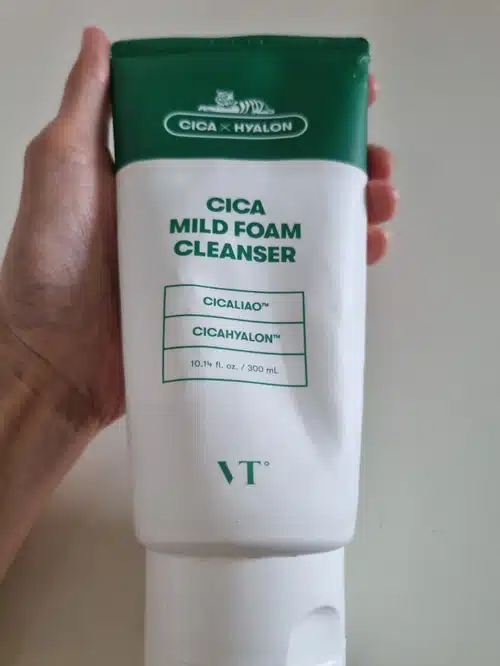 CICA × HYALON
CICA
MILD FOAM
CLEANSER
CICALIAO™
CICAHYALON™
10.14 fl. oz. / 300 mL
VT°